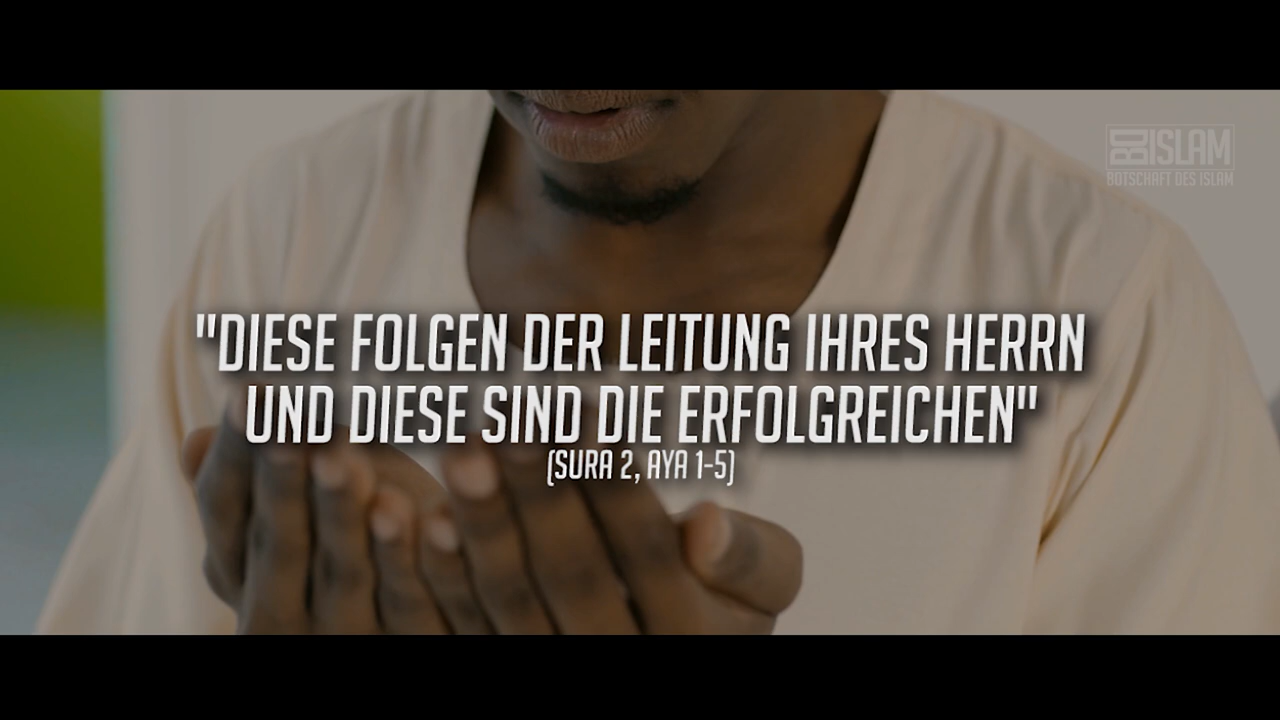 BDI ISLAM
BOTSCHAFT DES ISLAM
"DIESE FOLGEN DER LEITUNG IHRES HERRN
UND DIESE SIND DIE ERFOLGREICHEN"
(SURA 2, AYA 1-5)